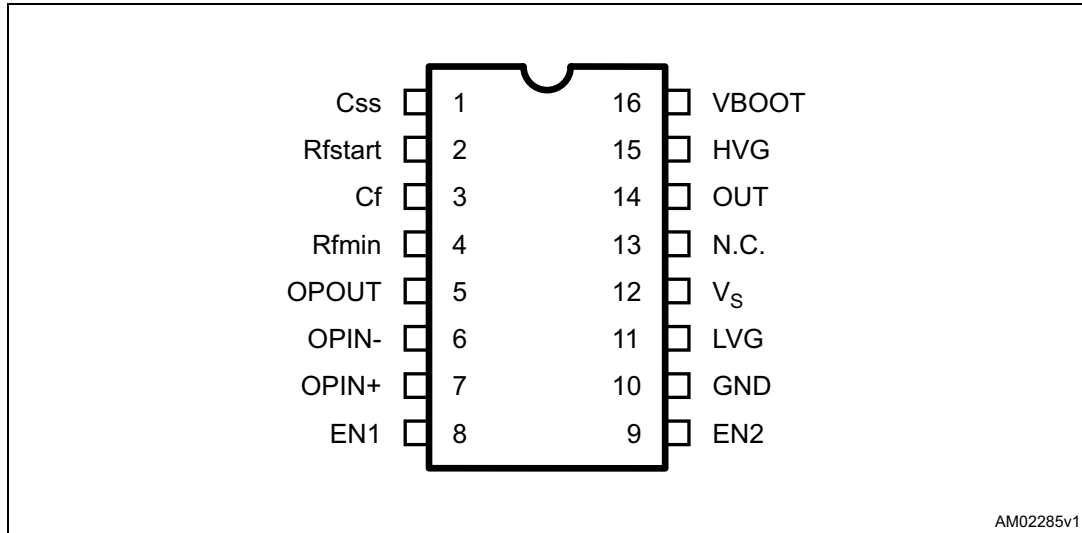 Css 1 16 VBOOT
Rfstart 2 15 HVG
Cf 3 14 OUT
Rfmin 4 13 N.C.
OPOUT 5 12 VS
OPIN- 6 11 LVG
OPIN+ 7 10 GND
EN1 8 9 EN2
AM02285v1